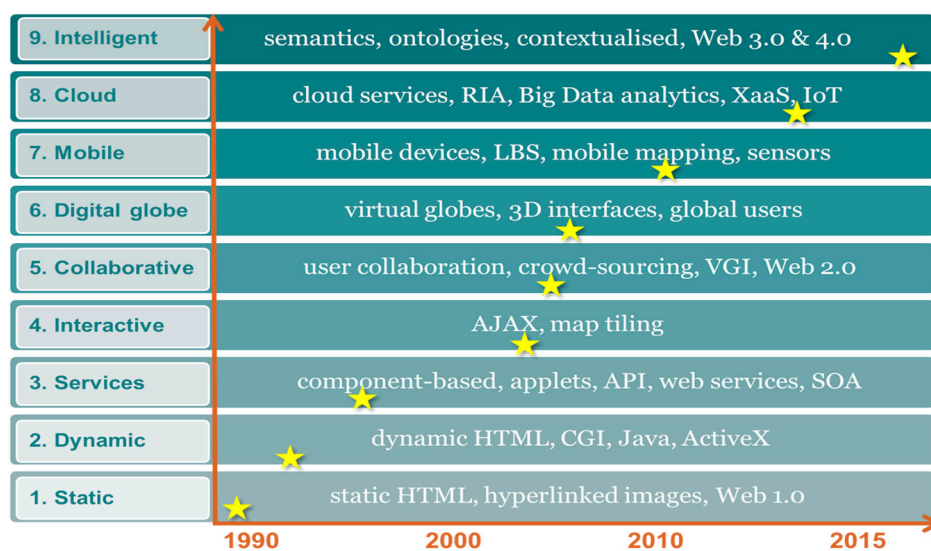 9. Intelligent semantics, ontologies, contextualised, Web 3.0 & 4.0
8. Cloud cloud services, RIA, Big Data analytics, XaaS, IoT
7. Mobile mobile devices, LBS, mobile mapping, sensors
6. Digital globe virtual globes, 3D interfaces, global users
5. Collaborative user collaboration, crowd-sourcing, VGI, Web 2.0
4. Interactive AJAX, map tiling
3. Services component-based, applets, API, web services, SOA
2. Dynamic dynamic HTML, CGI, Java, ActiveX
1. Static static HTML, hyperlinked images, Web 1.0
1990 2000 2010 2015